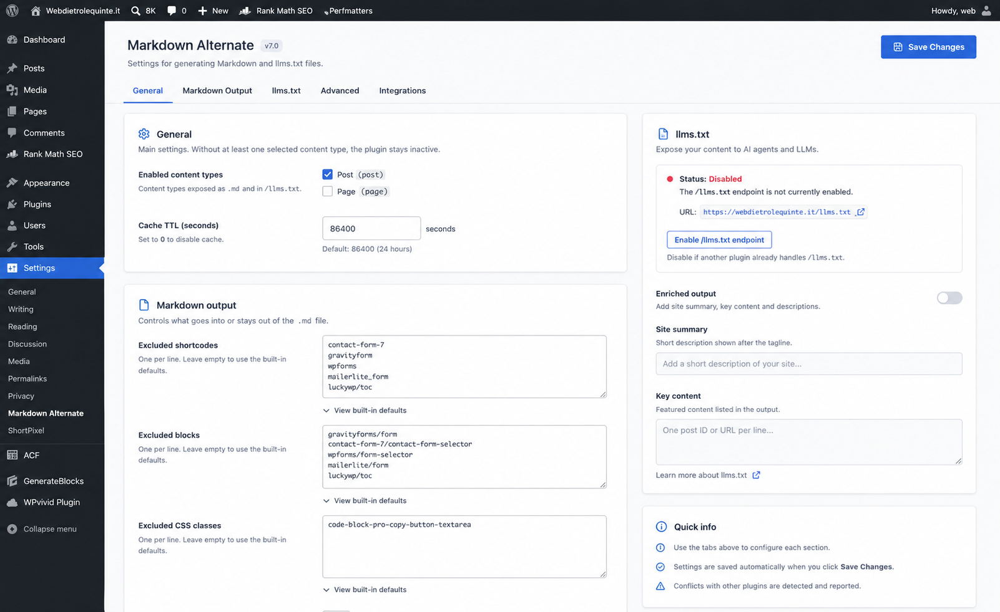 Webdietrolequinte.it
8K
0
New
Rank Math SEO
Perfmatters
Howdy, web
Dashboard
Posts
Media
Pages
Comments
Rank Math SEO
Appearance
Plugins
Users
Tools
Settings
General
Writing
Reading
Discussion
Media
Permalinks
Privacy
Markdown Alternate
ShortPixel
ACF
GenerateBlocks
WPvivid Plugin
Collapse menu
Markdown Alternate v7.0
Settings for generating Markdown and llms.txt files.
Save Changes
General
Markdown Output
llms.txt
Advanced
Integrations
General
Main settings. Without at least one selected content type, the plugin stays inactive.
Enabled content types
Content types exposed as .md and in /llms.txt.
Post (post)
Page (page)
Cache TTL (seconds)
Set to 0 to disable cache.
86400 seconds
Default: 86400 (24 hours)
Markdown output
Controls what goes into or stays out of the .md file.
Excluded shortcodes
One per line. Leave empty to use the built-in
defaults.
contact-form-7
gravityform
wpforms
mailerlite_form
luckywp/toc
View built-in defaults
Excluded blocks
One per line. Leave empty to use the built-in
defaults.
gravityforms/form
contact-form-7/contact-form-selector
wpforms/form-selector
mailerlite/form
luckywp/toc
View built-in defaults
Excluded CSS classes
One per line. Leave empty to use the built-in
defaults.
code-block-pro-copy-button-textarea
View built-in defaults
llms.txt
Expose your content to AI agents and LLMs.
Status: Disabled
The /llms.txt endpoint is not currently enabled.
URL: https://webdietrolequinte.it/llms.txt
Enable /llms.txt endpoint
Disable if another plugin already handles /llms.txt.
Enriched output
Add site summary, key content and descriptions.
Site summary
Short description shown after the tagline.
Add a short description of your site...
Key content
Featured content listed in the output.
One post ID or URL per line...
Learn more about llms.txt
Quick info
Use the tabs above to configure each section.
Settings are saved automatically when you click Save Changes.
Conflicts with other plugins are detected and reported.